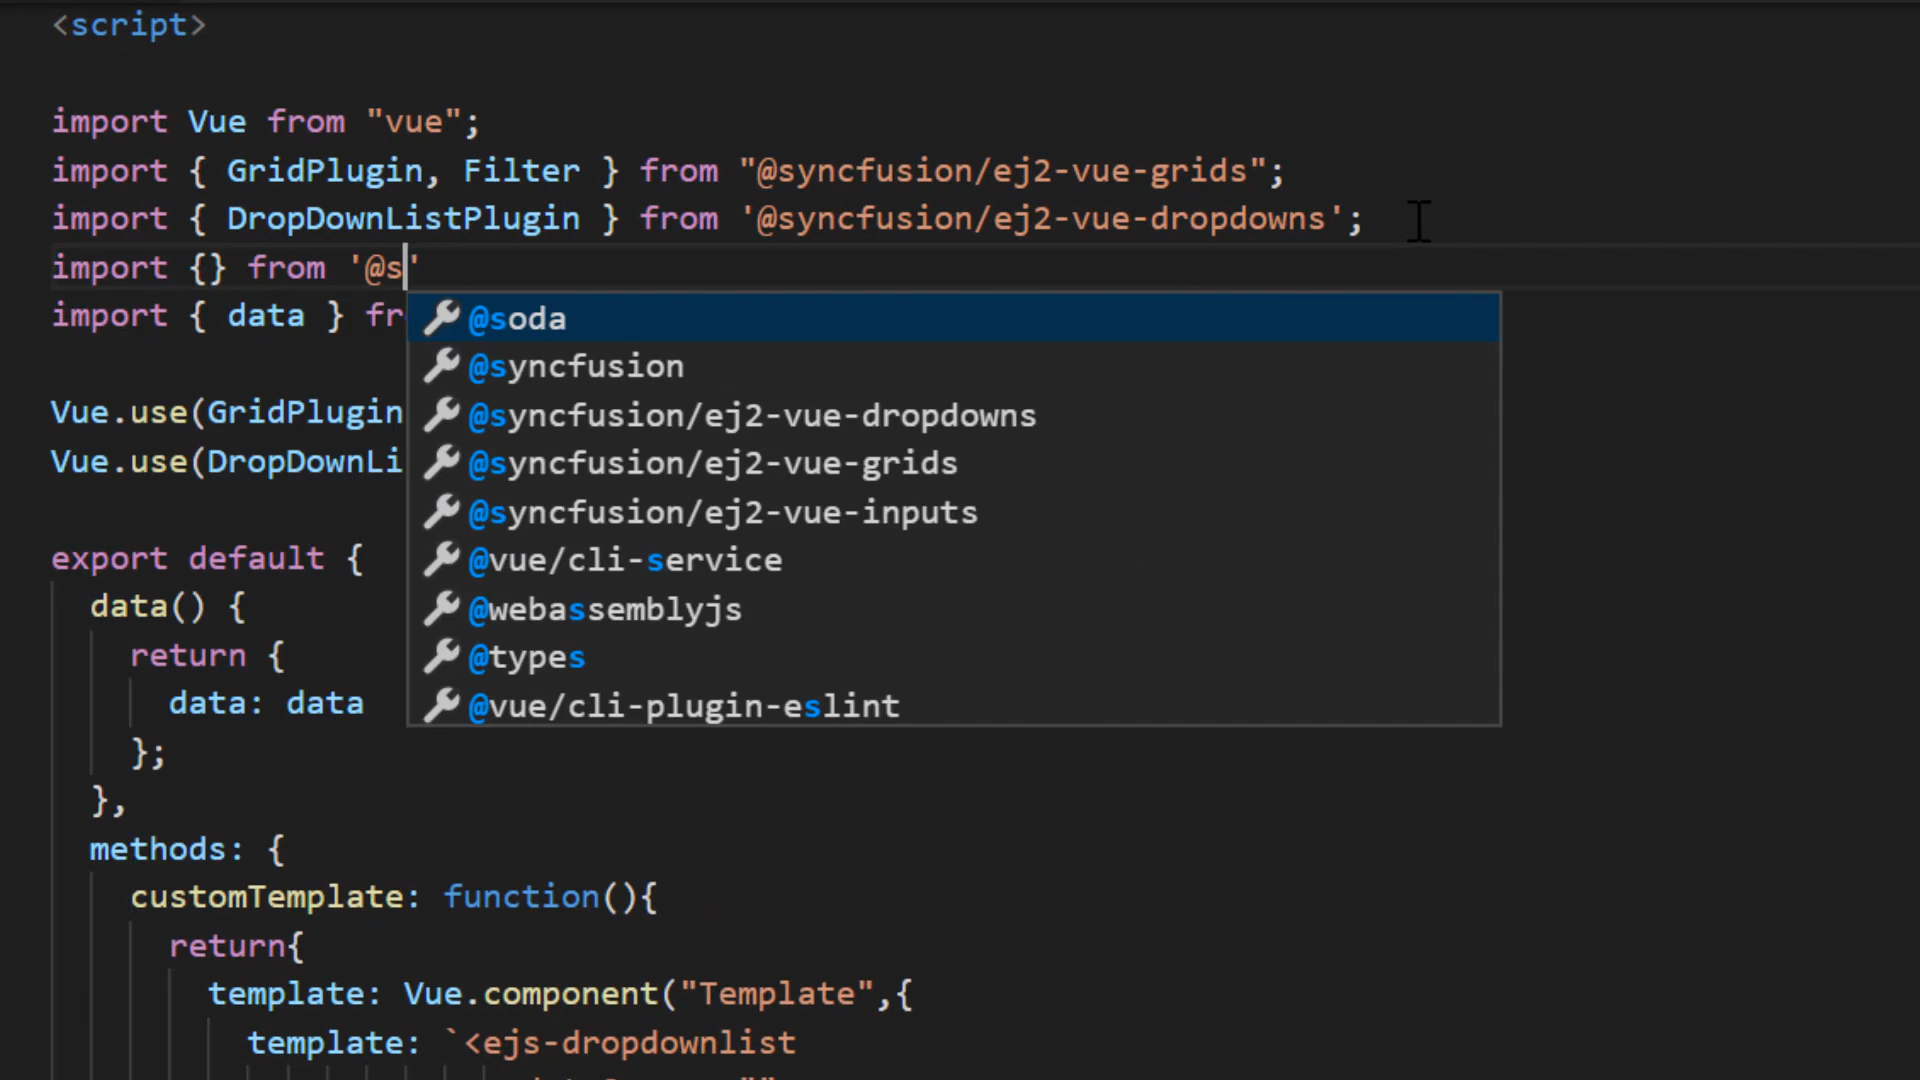 <script>
import Vue from "vue";
import { GridPlugin, Filter } from "@syncfusion/ej2-vue-grids";
import { DropDownListPlugin } from '@syncfusion/ej2-vue-dropdowns';
import {} from '@s'
import { data } fr
@soda
@syncfusion
@syncfusion/ej2-vue-dropdowns
@syncfusion/ej2-vue-grids
@syncfusion/ej2-vue-inputs
@vue/cli-service
@webassemblyjs
@types
@vue/cli-plugin-eslint
Vue.use(GridPlugin
Vue.use(DropDownLi
export default {
data() {
return {
data: data
};
},
methods: {
customTemplate: function(){
return{
template: Vue.component("Template",{
template: `<ejs-dropdownlist